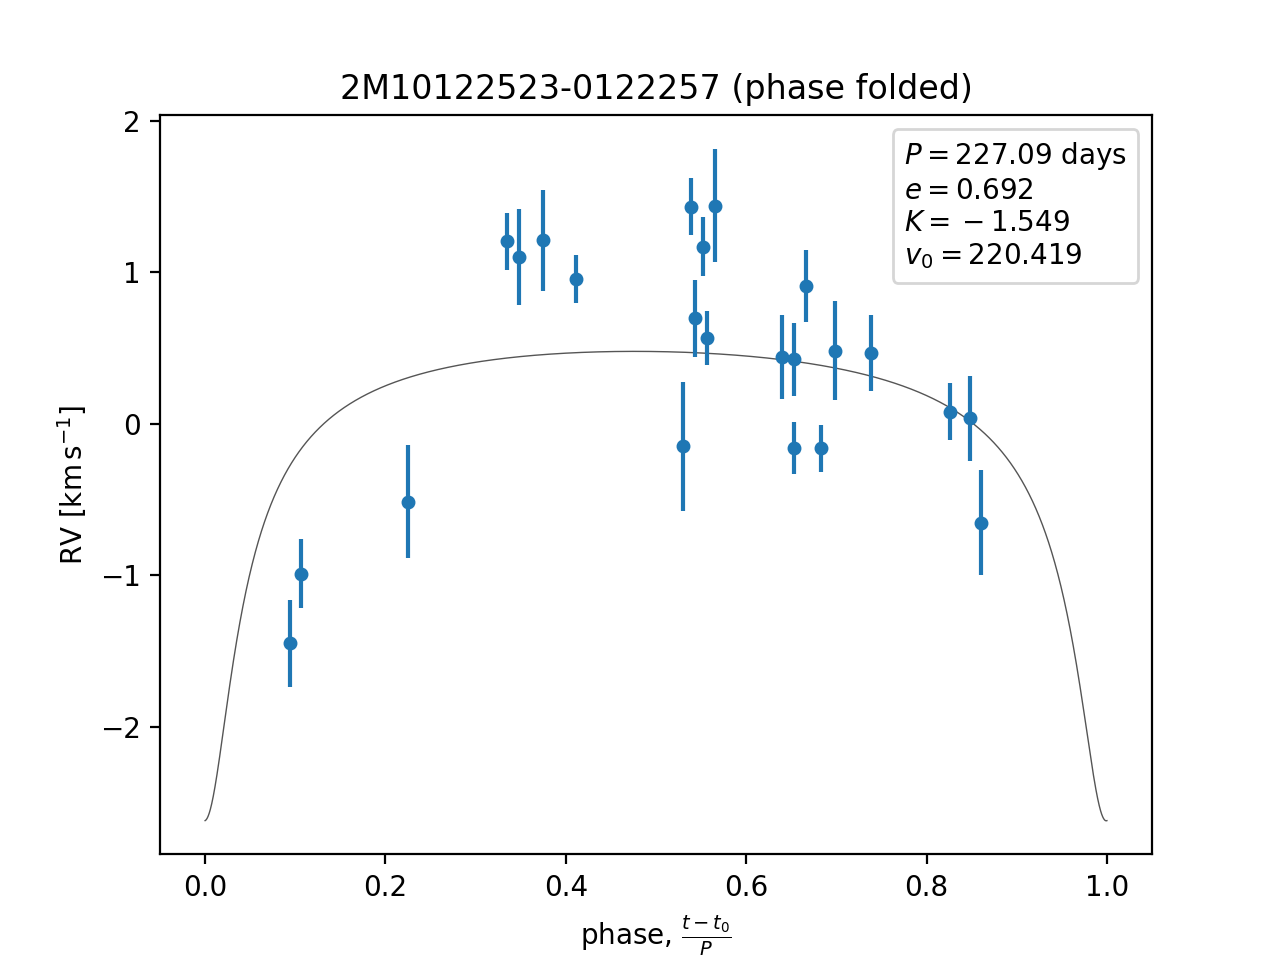 2M10122523-0122257 (phase folded)
P = 227.09 days
e = 0.692
K = −1.549
v₀ = 220.419
2
1
0
−1
−2
RV [km s⁻¹]
0.0 0.2 0.4 0.6 0.8 1.0
phase, (t − t₀)/P